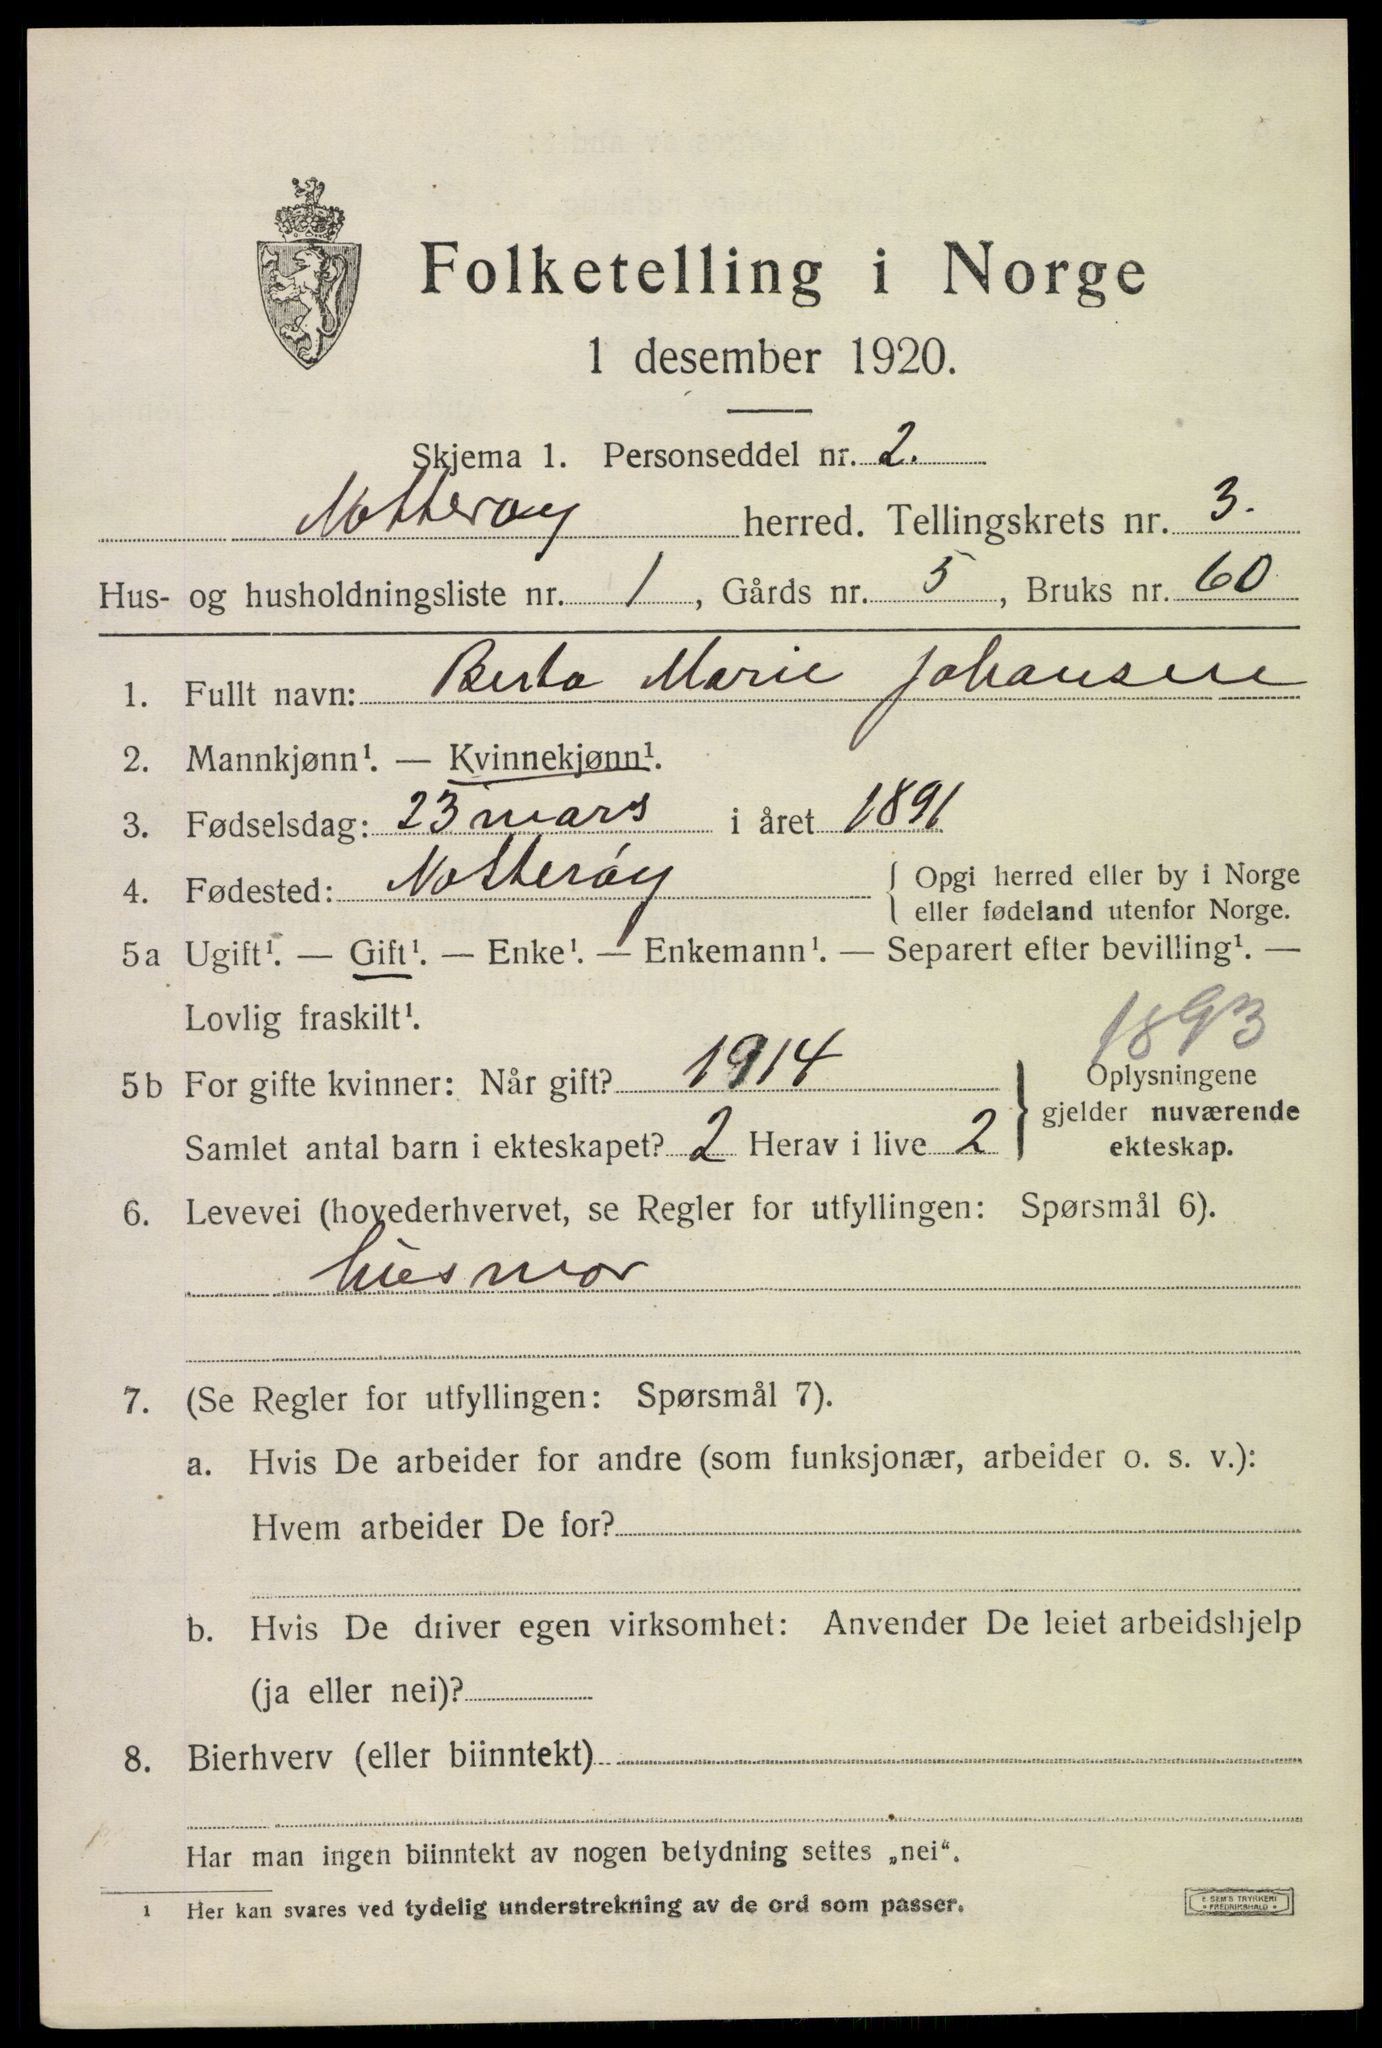 Folketelling i Norge
1 desember 1920.
Skjema 1. Personseddel nr. 2.
Nøtterøy herred. Tellingskrets nr. 3.
Hus- og husholdningsliste nr. 1, Gårds nr. 5, Bruks nr. 60
1. Fullt navn: Berta Marie Johansen
2. Mannkjønn¹. — Kvinnekjønn¹.
3. Fødselsdag: 23 mars i året 1891
4. Fødested: Nøtterøy { Opgi herred eller by i Norge
eller fødeland utenfor Norge.
5a Ugift¹. — Gift¹. — Enke¹. — Enkemann¹. — Separert efter bevilling¹. —
Lovlig fraskilt¹.
1893
5b For gifte kvinner: Når gift? 1914 } Oplysningene
gjelder nuværende
Samlet antal barn i ekteskapet? 2 Herav i live 2 ekteskap.
6. Levevei (hovederhvervet, se Regler for utfyllingen: Spørsmål 6).
husmor
7. (Se Regler for utfyllingen: Spørsmål 7).
a. Hvis De arbeider for andre (som funksjonær, arbeider o. s. v.):
Hvem arbeider De for?
b. Hvis De driver egen virksomhet: Anvender De leiet arbeidshjelp
(ja eller nei)?
8. Bierhverv (eller biinntekt)
Har man ingen biinntekt av nogen betydning settes „nei“.
1 Her kan svares ved tydelig understrekning av de ord som passer.
E. SEM'S TRYKKERI
FREDRIKSHALD